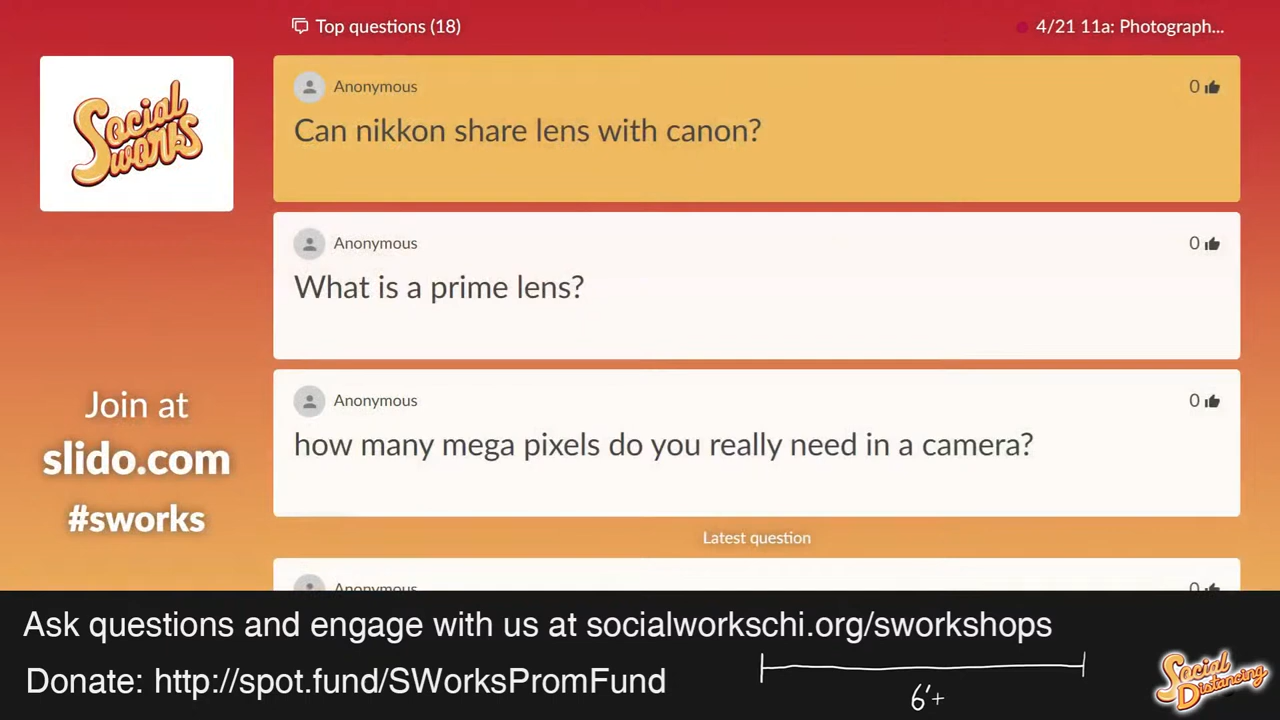 Top questions (18)
4/21 11a: Photograph...
Social
works
Anonymous
0
Can nikkon share lens with canon?
Anonymous
0
What is a prime lens?
Anonymous
0
how many mega pixels do you really need in a camera?
Join at
slido.com
#sworks
Latest question
Anonymous
0
Ask questions and engage with us at socialworkschi.org/sworkshops
Donate: http://spot.fund/SWorksPromFund
6'+
Social
Distancing